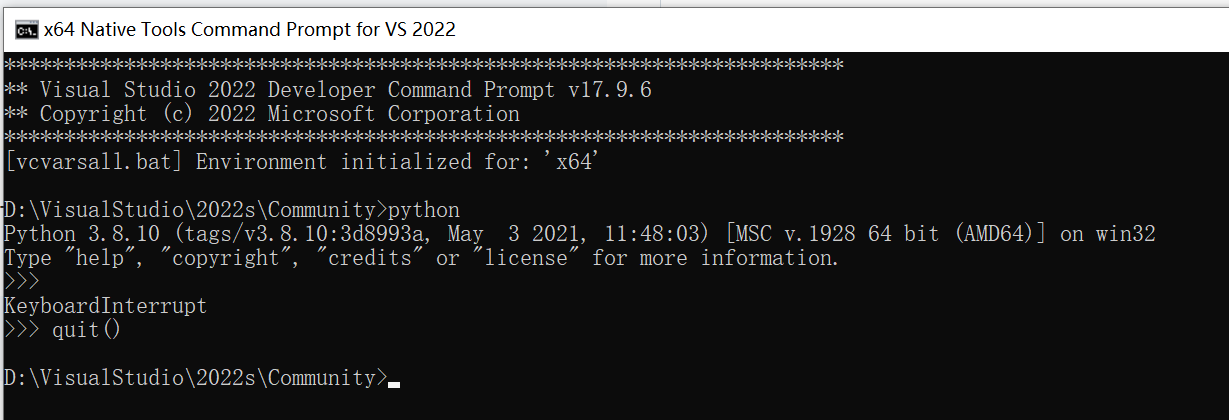 x64 Native Tools Command Prompt for VS 2022
**********************************************************************
** Visual Studio 2022 Developer Command Prompt v17.9.6
** Copyright (c) 2022 Microsoft Corporation
**********************************************************************
[vcvarsall.bat] Environment initialized for: 'x64'
D:\VisualStudio\2022s\Community>python
Python 3.8.10 (tags/v3.8.10:3d8993a, May  3 2021, 11:48:03) [MSC v.1928 64 bit (AMD64)] on win32
Type "help", "copyright", "credits" or "license" for more information.
>>>
KeyboardInterrupt
>>> quit()
D:\VisualStudio\2022s\Community>